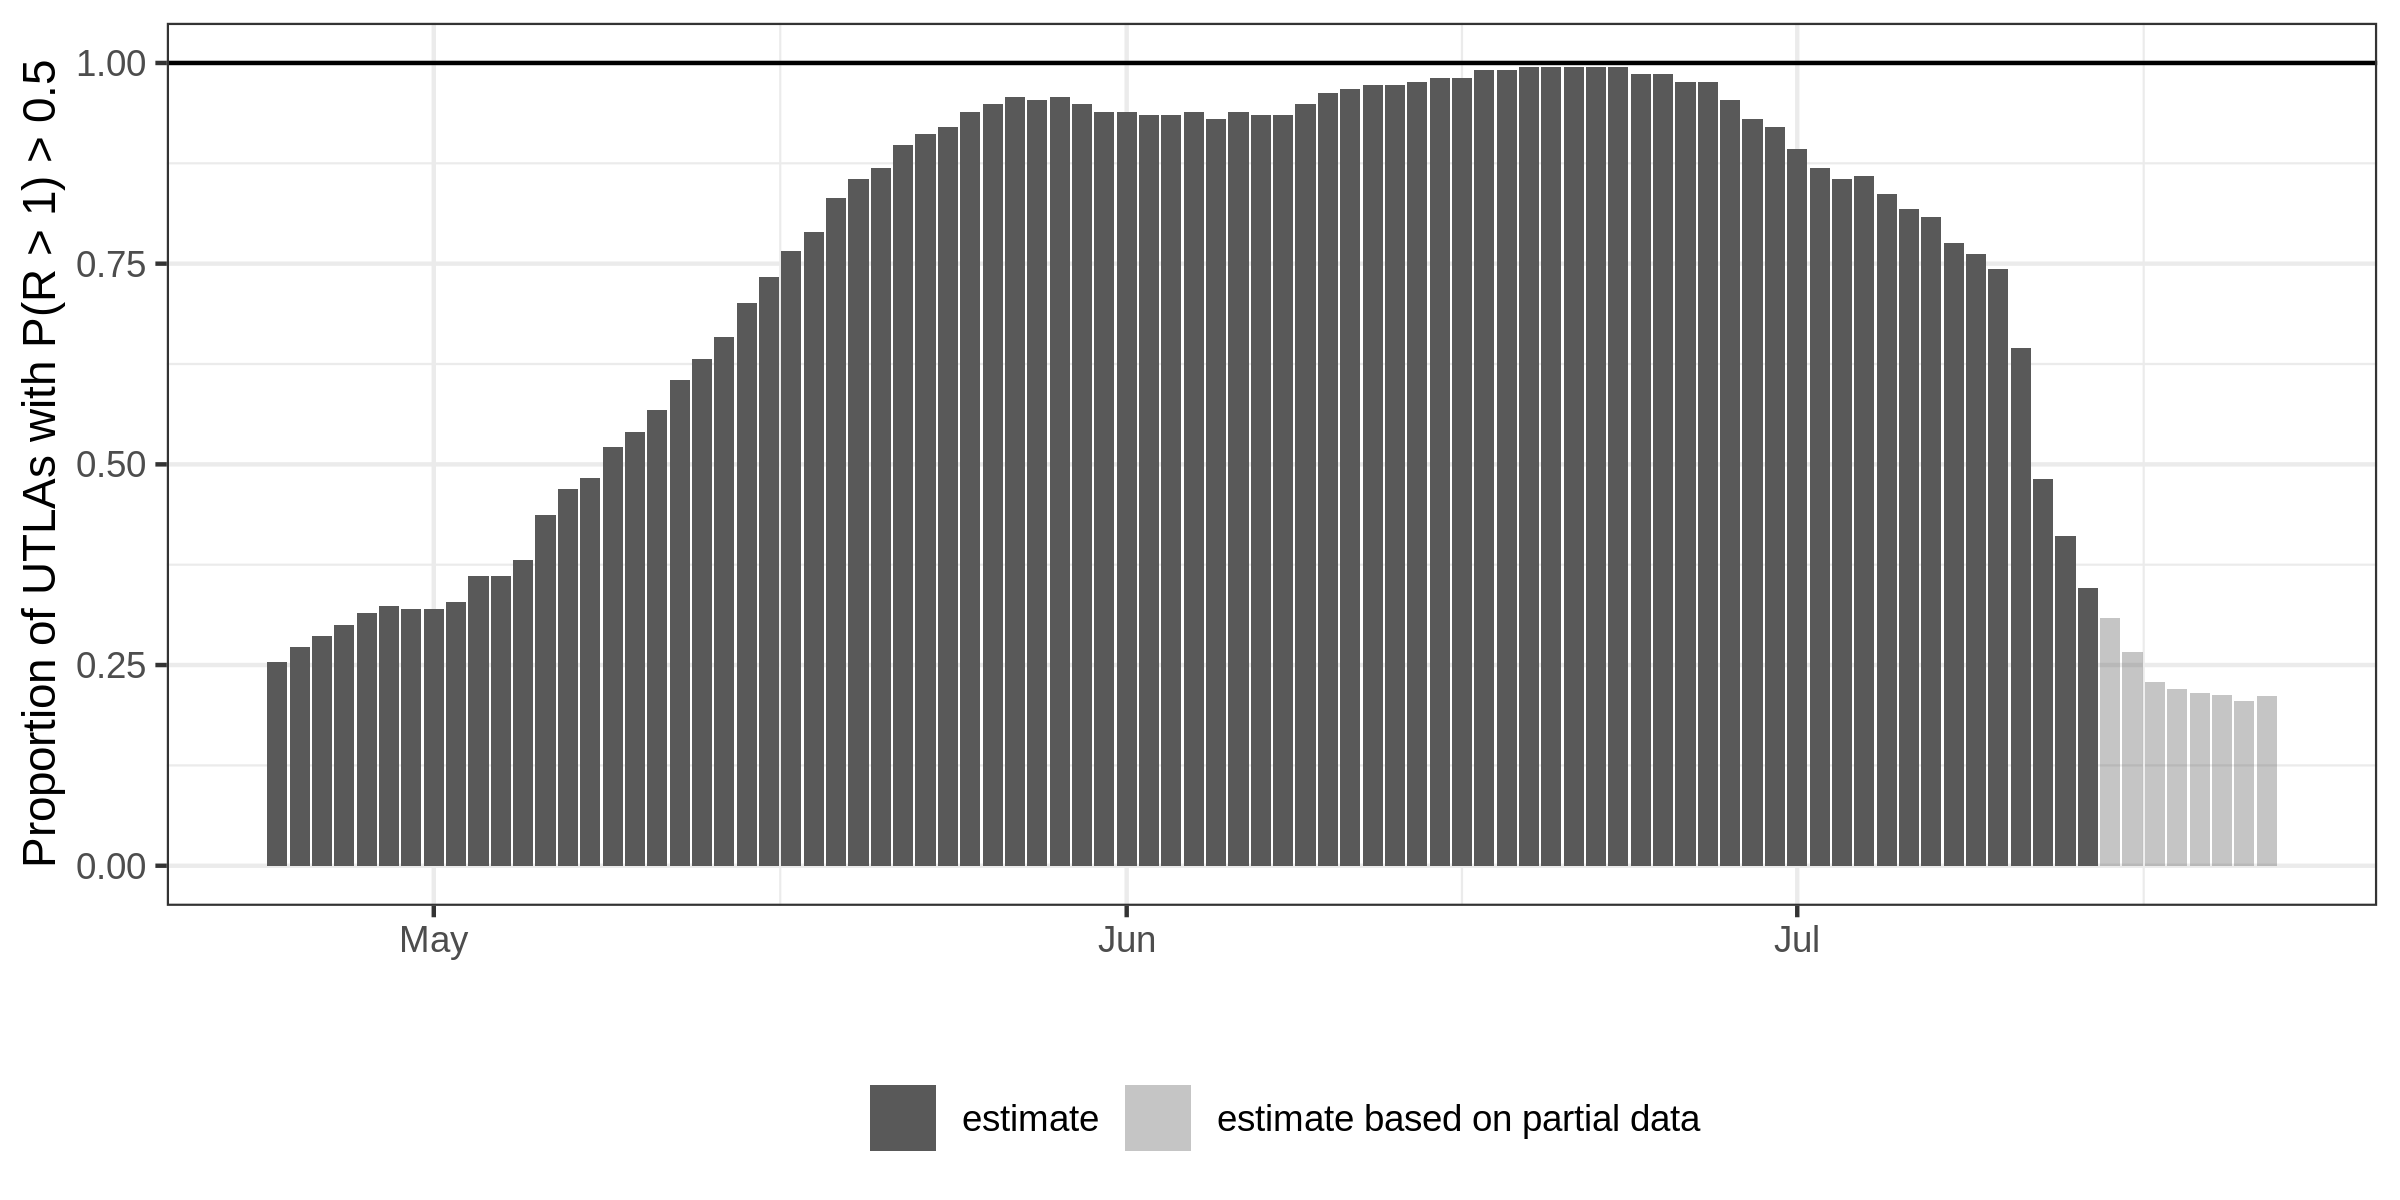 Proportion of UTLAs with P(R > 1) > 0.5
1.00
0.75
0.50
0.25
0.00
May Jun Jul
estimate estimate based on partial data